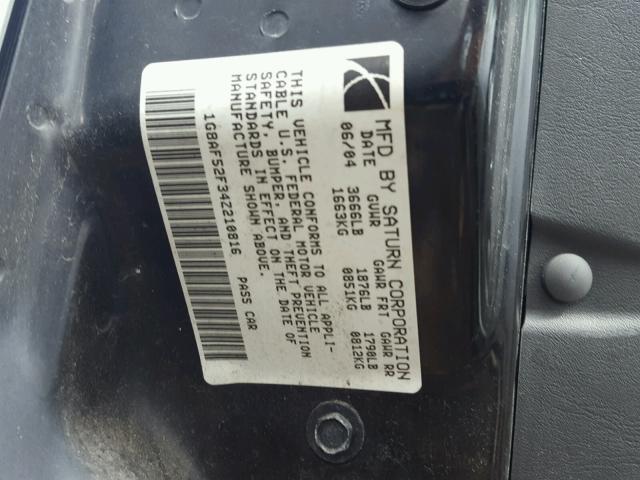 MFD BY SATURN CORPORATION
DATE GVWR GAWR FRT GAWR RR
06/04 3666LB 1876LB 1790LB
1663KG 0851KG 0812KG
THIS VEHICLE CONFORMS TO ALL APPLI-
CABLE U.S. FEDERAL MOTOR VEHICLE
SAFETY, BUMPER, AND THEFT PREVENTION
STANDARDS IN EFFECT ON THE DATE OF
MANUFACTURE SHOWN ABOVE.
1G8AF52F34Z210816 PASS CAR